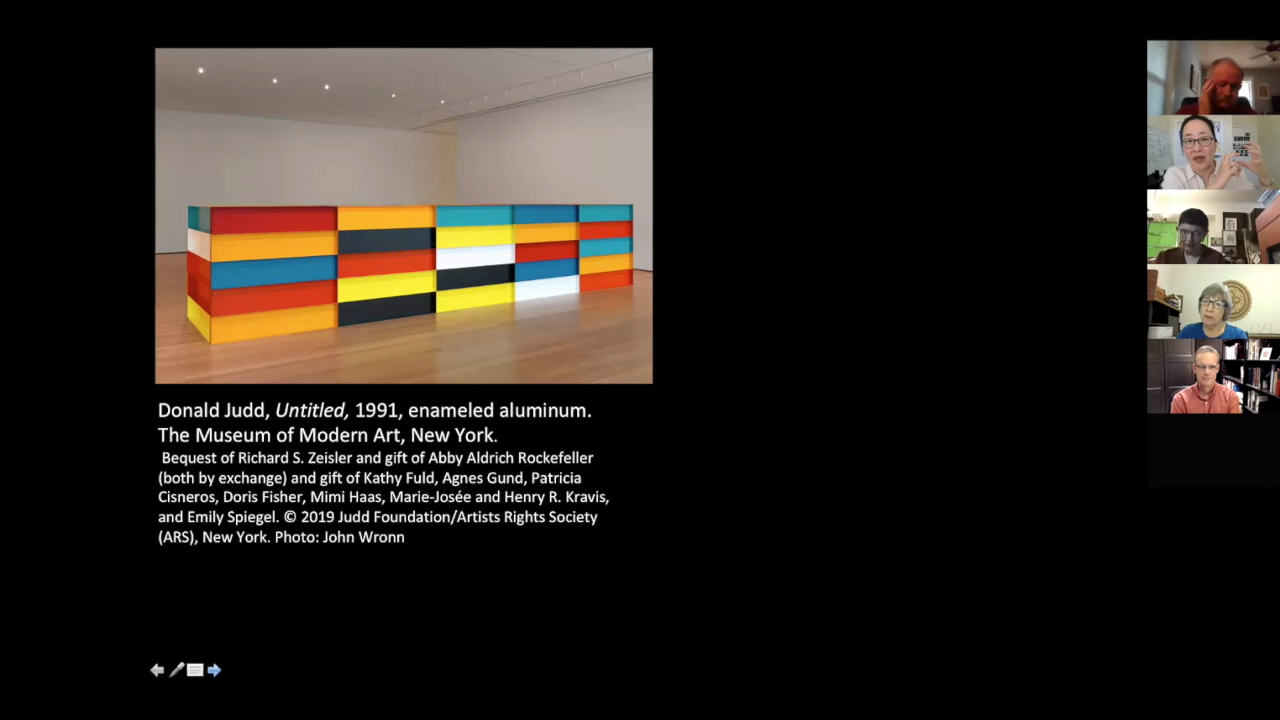 Donald Judd, Untitled, 1991, enameled aluminum.
The Museum of Modern Art, New York.
Bequest of Richard S. Zeisler and gift of Abby Aldrich Rockefeller
(both by exchange) and gift of Kathy Fuld, Agnes Gund, Patricia
Cisneros, Doris Fisher, Mimi Haas, Marie-Josée and Henry R. Kravis,
and Emily Spiegel. © 2019 Judd Foundation/Artists Rights Society
(ARS), New York. Photo: John Wronn